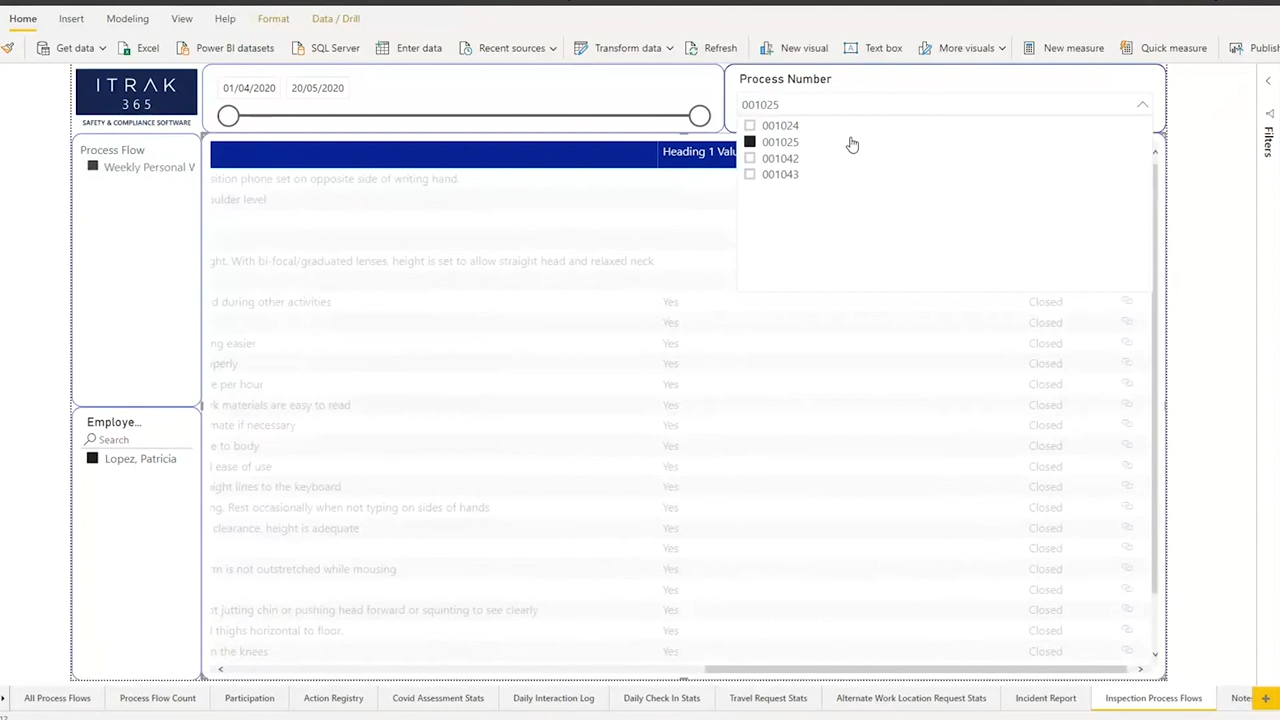 Home Insert Modeling View Help Format Data / Drill
Get data Excel Power BI datasets SQL Server Enter data Recent sources Transform data Refresh New visual Text box More visuals New measure Quick measure Publish
ITRAK
365
SAFETY & COMPLIANCE SOFTWARE
01/04/2020 20/05/2020
Process Number
001025
001024
001025
001042
001043
Filters
Process Flow
Weekly Personal W
Employe...
Search
Lopez, Patricia
Heading 1 Valu
sition phone set on opposite side of writing hand.
oulder level
ght. With bi-focal/graduated lenses, height is set to allow straight head and relaxed neck
d during other activities Yes Closed
Yes Closed
ng easier Yes Closed
operly Yes Closed
e per hour Yes Closed
rk materials are easy to read Yes Closed
mate if necessary Yes Closed
e to body Yes Closed
l ease of use Yes Closed
ight lines to the keyboard Yes Closed
ng. Rest occasionally when not typing on sides of hands Yes Closed
clearance, height is adequate Yes Closed
Yes Closed
rm is not outstretched while mousing Yes Closed
Yes Closed
t jutting chin or pushing head forward or squinting to see clearly Yes Closed
l thighs horizontal to floor. Yes Closed
n the knees Yes Closed
All Process Flows Process Flow Count Participation Action Registry Covid Assessment Stats Daily Interaction Log Daily Check In Stats Travel Request Stats Alternate Work Location Request Stats Incident Report Inspection Process Flows Note